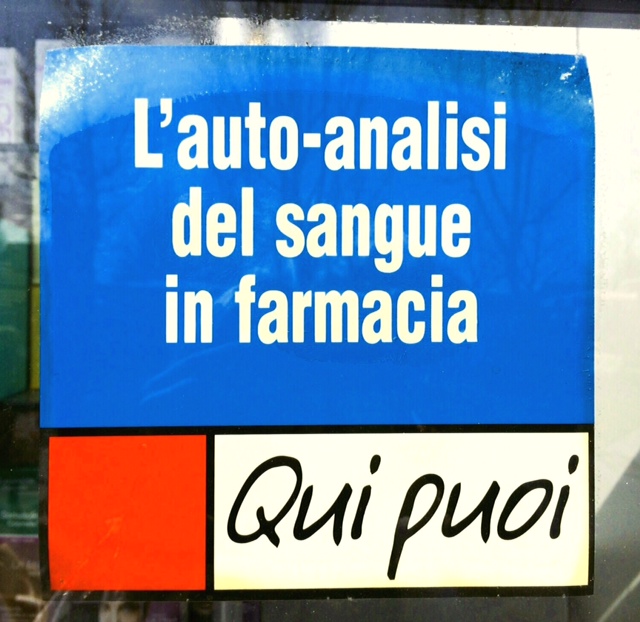 L'auto-analisi
del sangue
in farmacia
Qui puoi